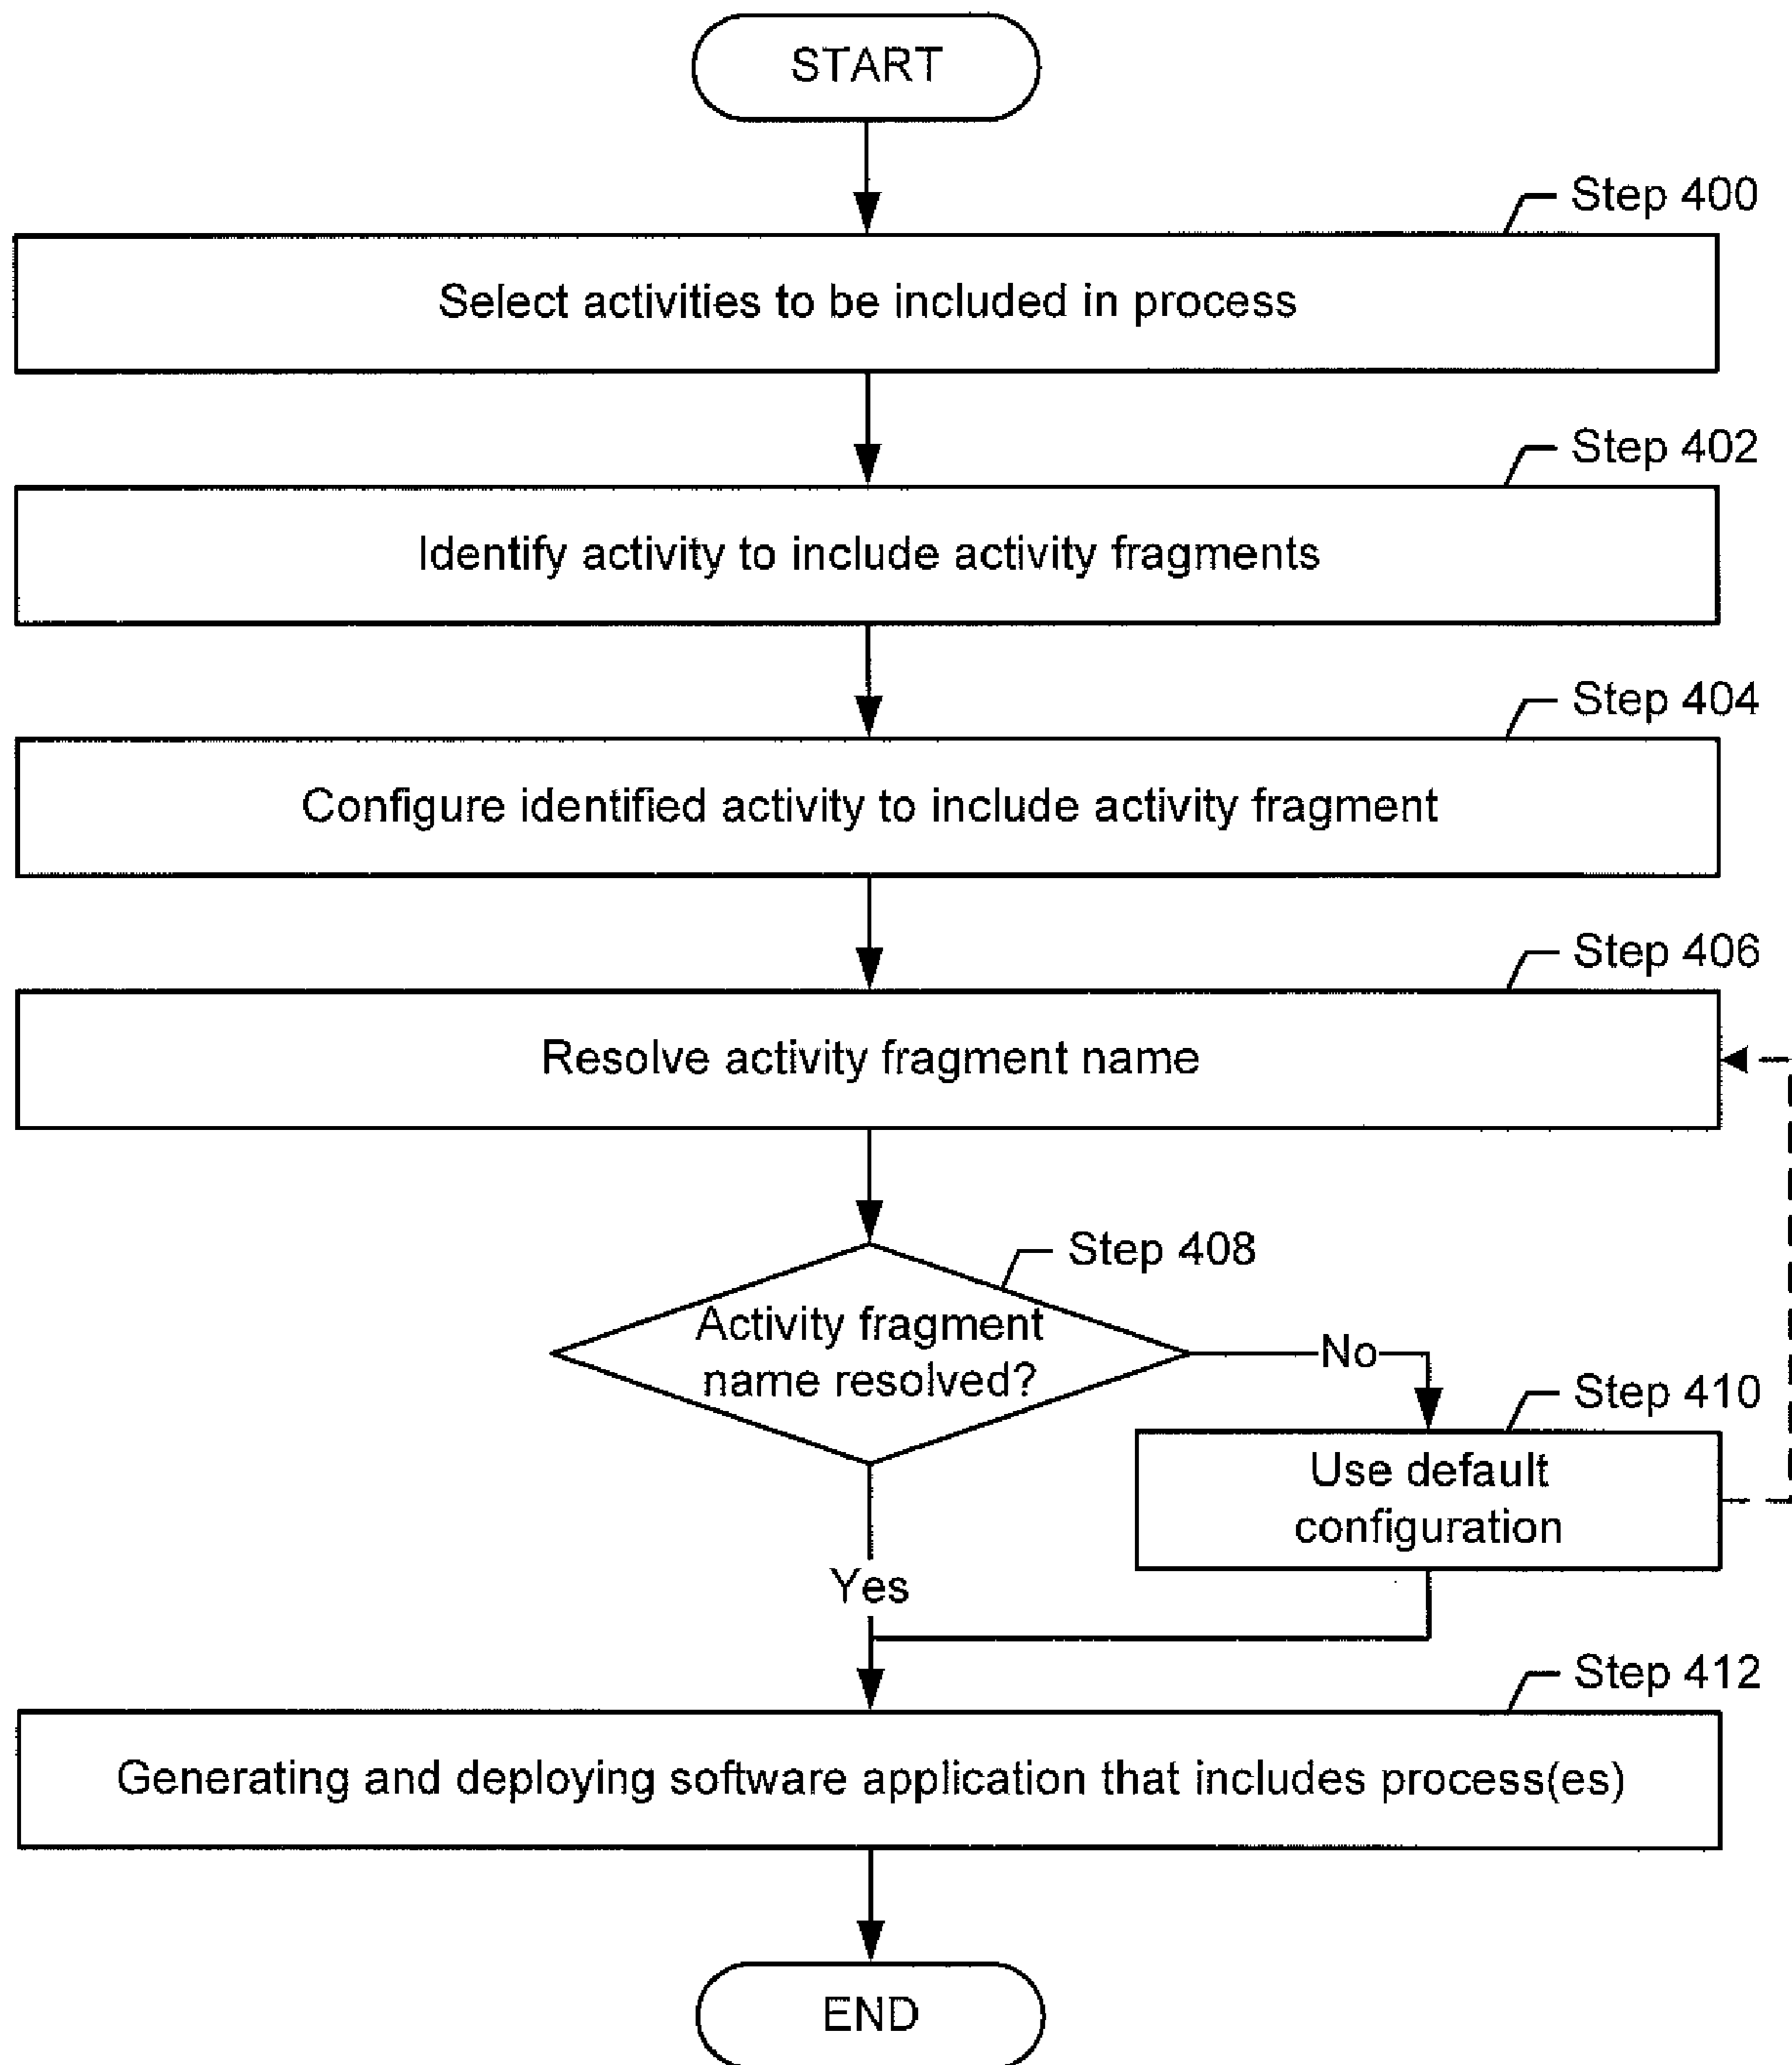 START
Step 400
Select activities to be included in process
Step 402
Identify activity to include activity fragments
Step 404
Configure identified activity to include activity fragment
Step 406
Resolve activity fragment name
Step 408
Activity fragment
name resolved?
No
Step 410
Use default
configuration
Yes
Step 412
Generating and deploying software application that includes process(es)
END